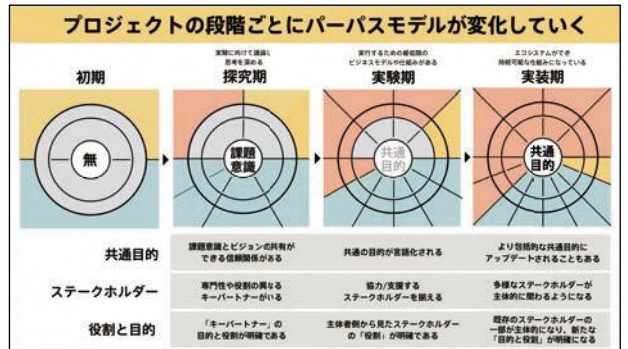 プロジェクトの段階ごとにパーパスモデルが変化していく
初期
実験に向けて議論し
思考を深める
探究期
実行するための最低限の
ビジネスモデルや仕組みがある
実験期
エコシステムができ
持続可能な仕組みになっている
実装期
無
課題
意識
共通
目的
共通
目的
共通目的
課題意識とビジョンの共有が
できる信頼関係がある
共通の目的が言語化される
より包括的な共通目的に
アップデートされることもある
ステークホルダー
専門性や役割の異なる
キーパートナーがいる
協力/支援する
ステークホルダーを揃える
多様なステークホルダーが
主体的に関わるようになる
役割と目的
「キーパートナー」の
目的と役割が明確である
主体者側から見たステークホルダー
の「役割」が明確である
既存のステークホルダーの
一部が主体的になり、新たな
「目的と役割」が明確になる